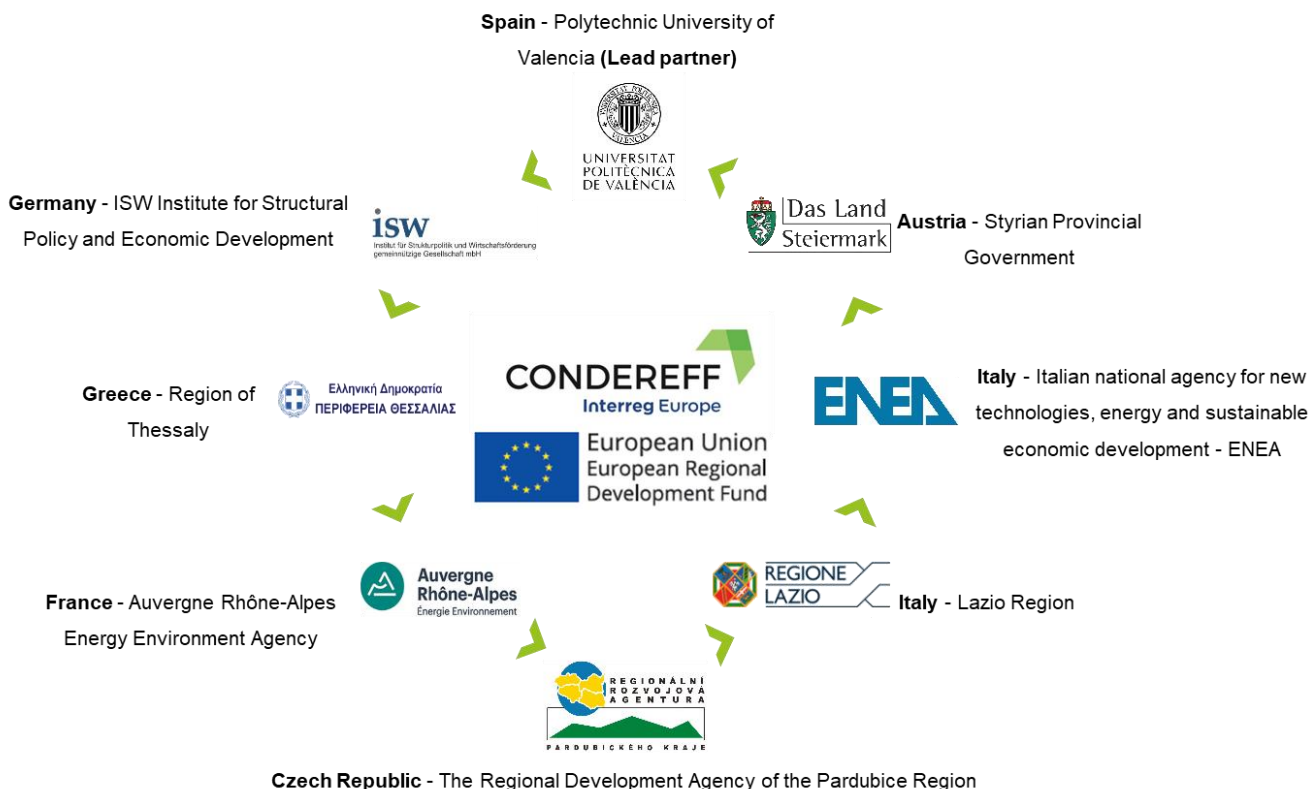 Spain - Polytechnic University of
Valencia (Lead partner)
UNIVERSITAT POLITÈCNICA
VALENCIA
UNIVERSITAT
POLITÈCNICA
DE VALÈNCIA
Germany - ISW Institute for Structural
Policy and Economic Development
isw
Institut für Strukturpolitik und Wirtschaftsförderung
gemeinnützige Gesellschaft mbH
Das Land
Steiermark
Austria - Styrian Provincial
Government
Greece - Region of
Thessaly
Ελληνική Δημοκρατία
ΠΕΡΙΦΕΡΕΙΑ ΘΕΣΣΑΛΙΑΣ
CONDEREFF
Interreg Europe
European Union
European Regional
Development Fund
ENEA
Italy - Italian national agency for new
technologies, energy and sustainable
economic development - ENEA
France - Auvergne Rhône-Alpes
Energy Environment Agency
Auvergne
Rhône-Alpes
Énergie Environnement
REGIONE
LAZIO
Italy - Lazio Region
REGIONÁLNÍ
ROZVOJOVÁ
AGENTURA
PARDUBICKÉHO KRAJE
Czech Republic - The Regional Development Agency of the Pardubice Region